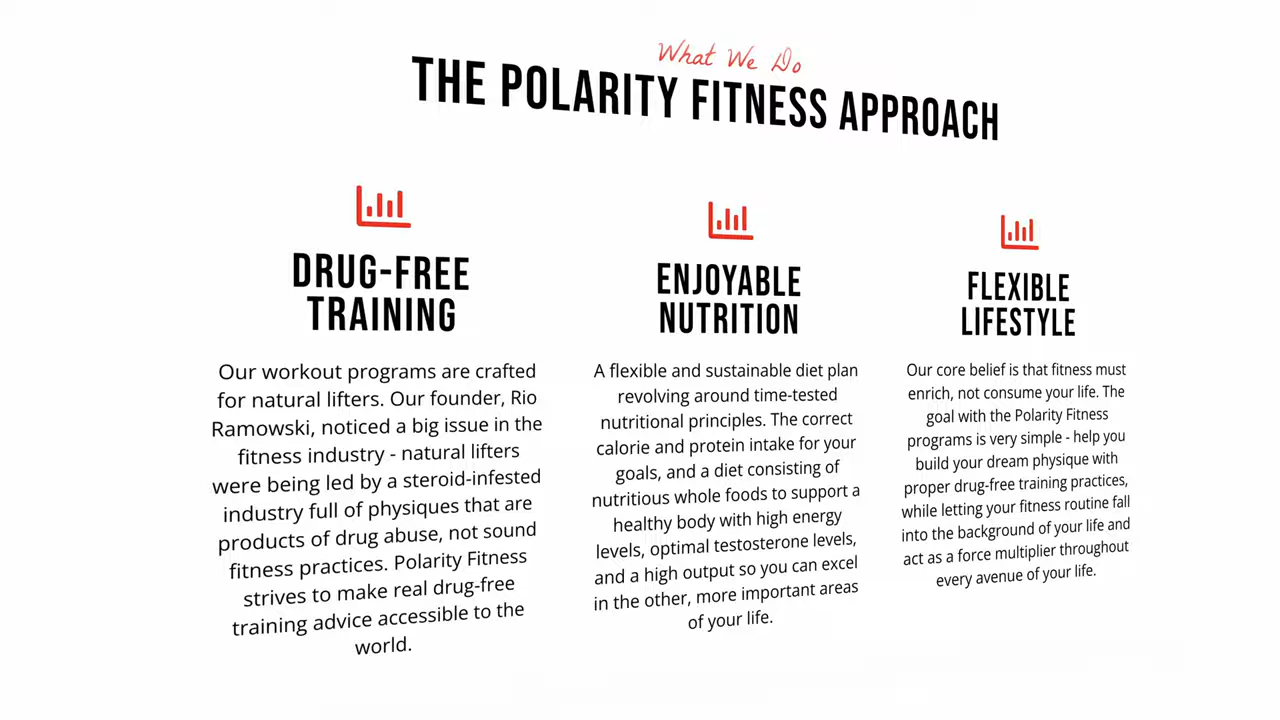 What We Do
THE POLARITY FITNESS APPROACH
DRUG-FREE
TRAINING
Our workout programs are crafted
for natural lifters. Our founder, Rio
Ramowski, noticed a big issue in the
fitness industry - natural lifters
were being led by a steroid-infested
industry full of physiques that are
products of drug abuse, not sound
fitness practices. Polarity Fitness
strives to make real drug-free
training advice accessible to the
world.
ENJOYABLE
NUTRITION
A flexible and sustainable diet plan
revolving around time-tested
nutritional principles. The correct
calorie and protein intake for your
goals, and a diet consisting of
nutritious whole foods to support a
healthy body with high energy
levels, optimal testosterone levels,
and a high output so you can excel
in the other, more important areas
of your life.
FLEXIBLE
LIFESTYLE
Our core belief is that fitness must
enrich, not consume your life. The
goal with the Polarity Fitness
programs is very simple - help you
build your dream physique with
proper drug-free training practices,
while letting your fitness routine fall
into the background of your life and
act as a force multiplier throughout
every avenue of your life.